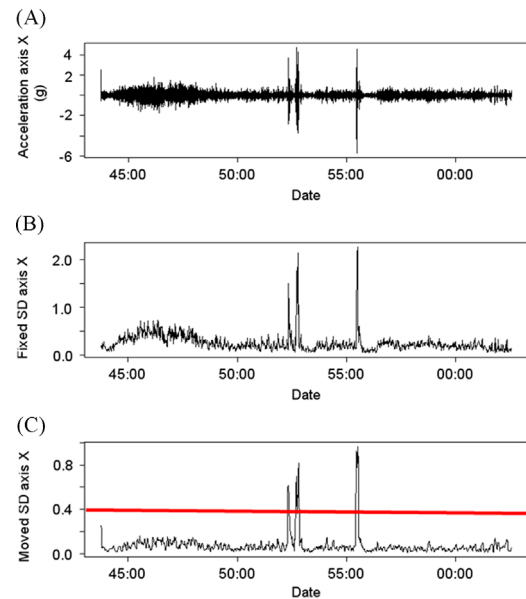 (A)
Acceleration axis X
(g)
4
2
-2
-6
45:00 50:00 55:00 00:00
Date
(B)
Fixed SD axis X
2.0
1.0
0.0
45:00 50:00 55:00 00:00
Date
(C)
Moved SD axis X
0.8
0.4
0.0
45:00 50:00 55:00 00:00
Date